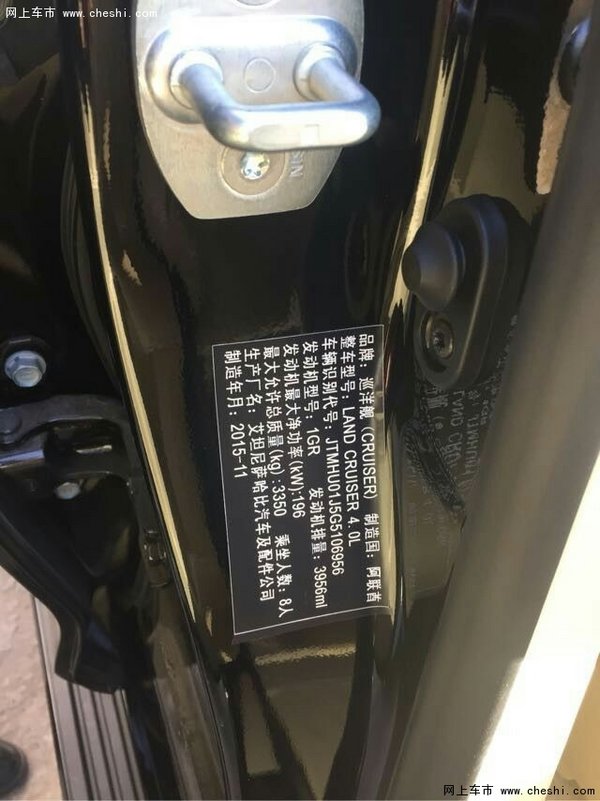 网上车市 www.cheshi.com
品牌：巡洋舰 (CRUISER) 制造国：阿联酋
整车型号：LAND CRUISER 4.0L
车辆识别代号：JTMHU01J5G5106956
发动机型号：1GR 发动机排量：3956ml
发动机最大净功率(kW):196
最大允许总质量(kg):3350 乘坐人数：8人
生产厂名：艾坦尼萨哈比汽车及配件公司
制造年月：2015-11
网上车市 www.cheshi.com